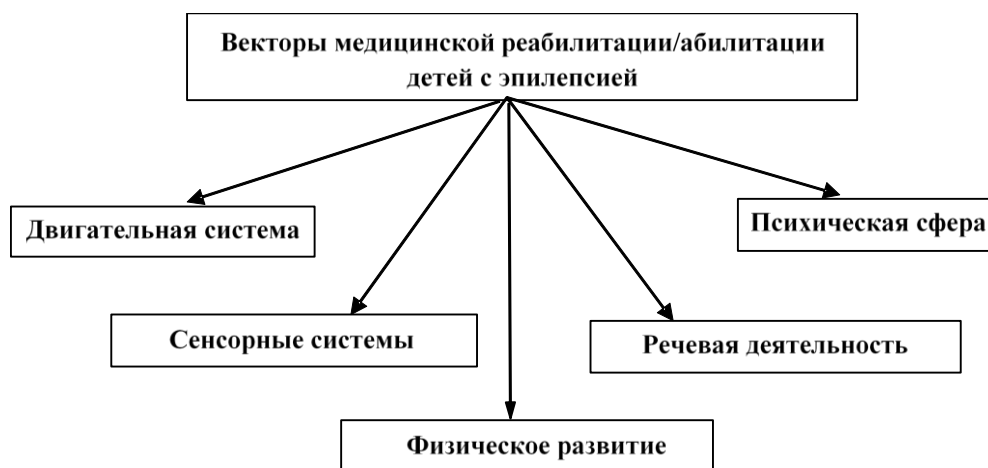 Векторы медицинской реабилитации/абилитации
детей с эпилепсией
Двигательная система
Психическая сфера
Сенсорные системы
Речевая деятельность
Физическое развитие